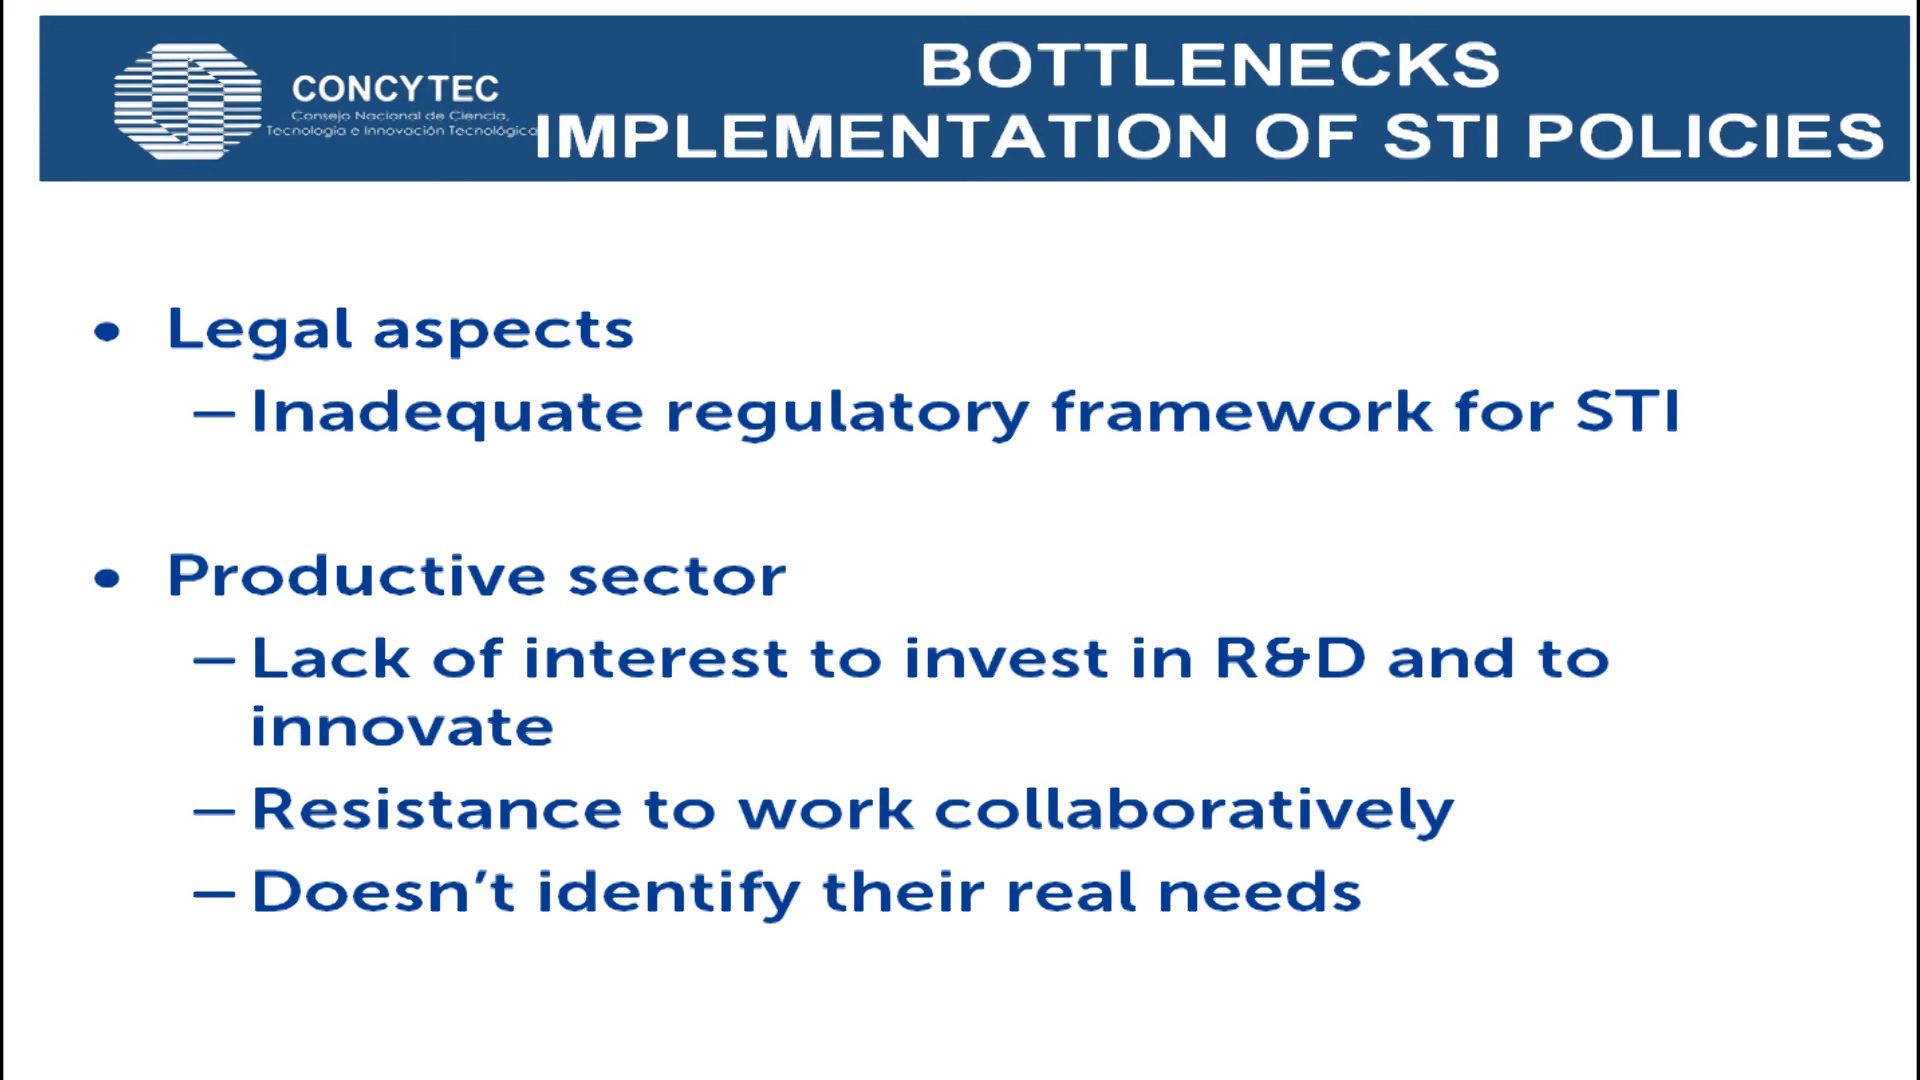 CONCYTEC
Consejo Nacional de Ciencia,
Tecnología e Innovación Tecnológica
BOTTLENECKS
IMPLEMENTATION OF STI POLICIES
• Legal aspects
– Inadequate regulatory framework for STI
• Productive sector
– Lack of interest to invest in R&D and to
innovate
– Resistance to work collaboratively
– Doesn’t identify their real needs